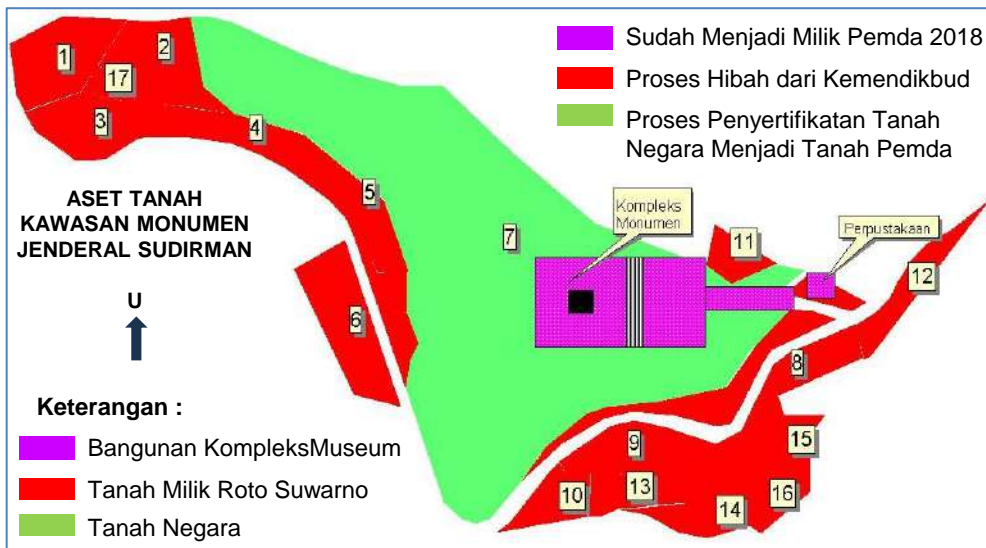 Sudah Menjadi Milik Pemda 2018
Proses Hibah dari Kemendikbud
Proses Penyertifikatan Tanah
Negara Menjadi Tanah Pemda
1
2
17
3
4
5
6
7
ASET TANAH
KAWASAN MONUMEN
JENDERAL SUDIRMAN
U
Kompleks
Monumen
11
Perpustakaan
12
8
9
10
13
14
15
16
Keterangan :
Bangunan KompleksMuseum
Tanah Milik Roto Suwarno
Tanah Negara